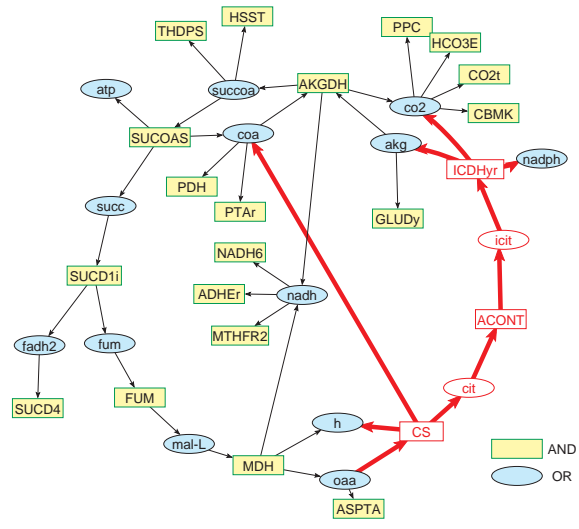 HSST
THDPS
PPC
HCO3E
CO2t
AKGDH
atp
succoa
co2
CBMK
SUCOAS
coa
akg
nadph
ICDHyr
PDH
succ
PTAr
GLUDy
icit
NADH6
SUCD1i
ADHEr
nadh
ACONT
MTHFR2
fadh2
fum
cit
FUM
SUCD4
h
CS
mal-L
AND
MDH
oaa
OR
ASPTA